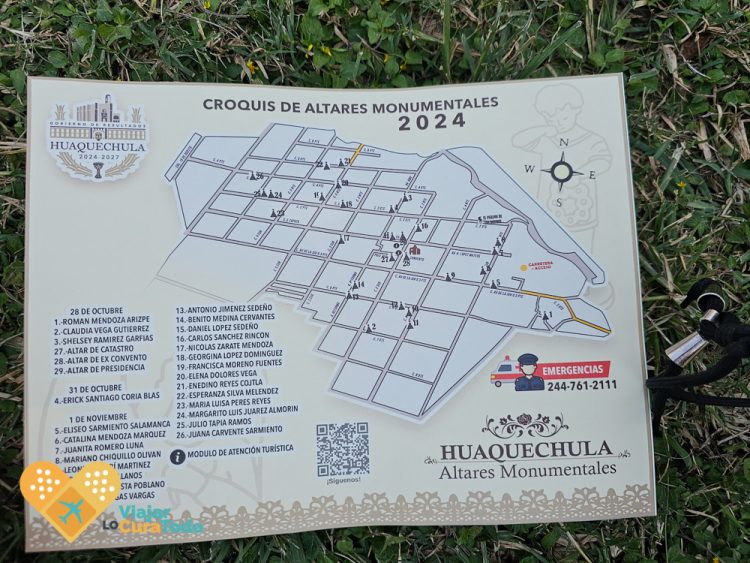 CROQUIS DE ALTARES MONUMENTALES
2024
GOBIERNO DE RESULTADOS
HUAQUECHULA
2024-2027
N
W E
S
CARRETERA
ACCESO
28 DE OCTUBRE
1.-ROMAN MENDOZA ARIZPE
2.-CLAUDIA VEGA GUTIERREZ
3.-SHELSEY RAMIREZ GARFIAS
27.-ALTAR DE CATASTRO
28.-ALTAR DE EX CONVENTO
29.-ALTAR DE PRESIDENCIA
31 DE OCTUBRE
4.-ERICK SANTIAGO CORIA BLAS
1 DE NOVIEMBRE
5.-ELISEO SARMIENTO SALAMANCA
6.-CATALINA MENDOZA MARQUEZ
7.-JUANITA ROMERO LUNA
8.-MARIANO CHIQUILLO OLIVAN
MARTINEZ
POBLANO
VARGAS
13.-ANTONIO JIMENEZ SEDEÑO
14.-BENITO MEDINA CERVANTES
15.-DANIEL LOPEZ SEDEÑO
16.-CARLOS SANCHEZ RINCON
17.-NICOLAS ZARATE MENDOZA
18.-GEORGINA LOPEZ DOMINGUEZ
19.-FRANCISCA MORENO FUENTES
20.-ELENA DOLORES VEGA
21.-ENEDINO REYES COJTLA
22.-ESPERANZA SILVA MELENDEZ
23.-MARIA LUISA PERES REYES
24.-MARGARITO LUIS JUAREZ ALMORIN
25.-JULIO TAPIA RAMOS
26.-JUANA CARVENTE SARMIENTO
i MODULO DE ATENCIÓN TURÍSTICA
¡Síguenos!
EMERGENCIAS
244-761-2111
HUAQUECHULA
Altares Monumentales
Viajar
Lo CuraTodo